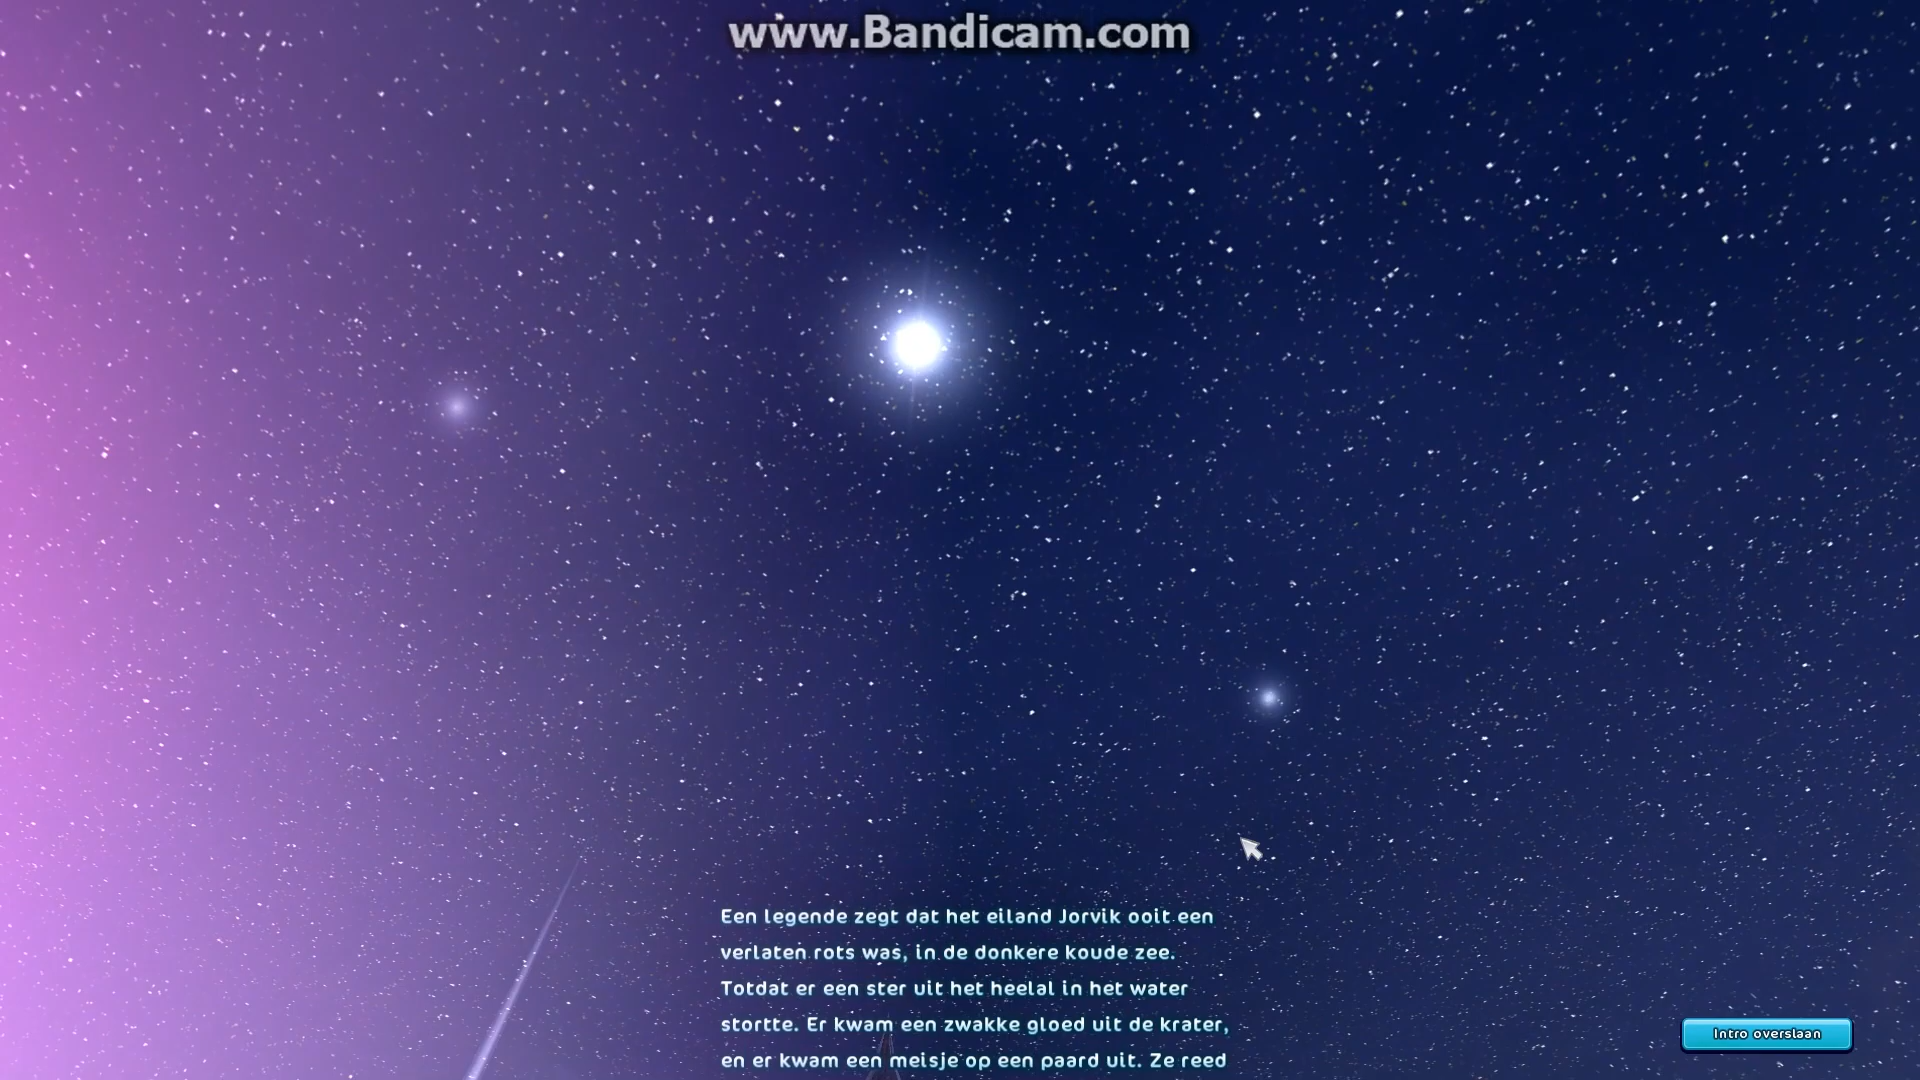 www.Bandicam.com
Een legende zegt dat het eiland Jorvik ooit een
verlaten rots was, in de donkere koude zee.
Totdat er een ster uit het heelal in het water
stortte. Er kwam een zwakke gloed uit de krater,
en er kwam een meisje op een paard uit. Ze reed
Intro overslaan